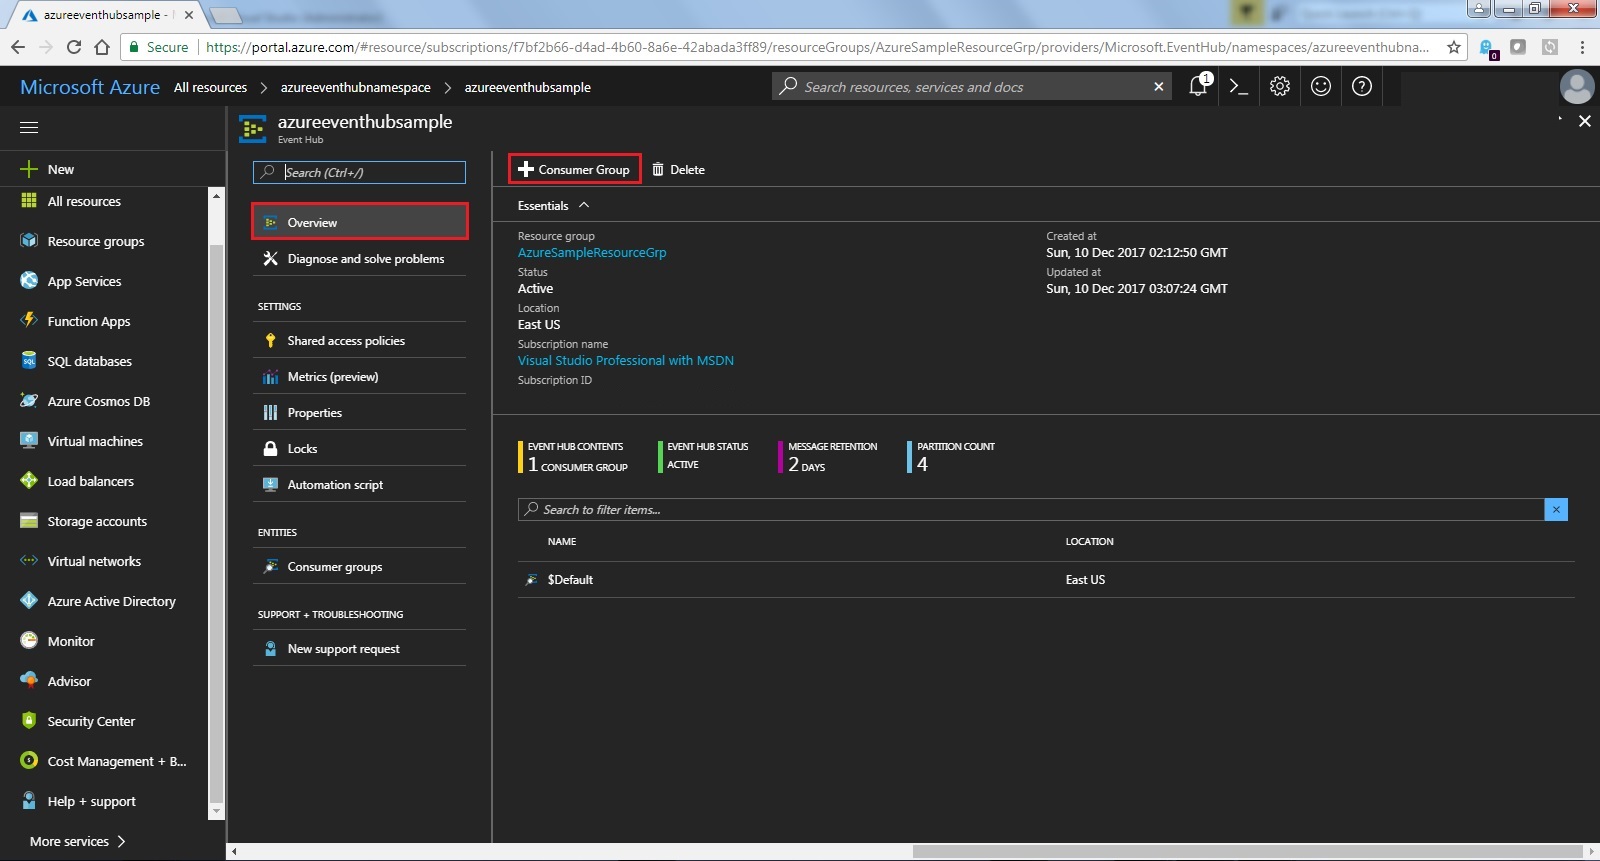 azureeventhubsample -
Secure
https://portal.azure.com/#resource/subscriptions/f7bf2b66-d4ad-4b60-8a6e-42abada3ff89/resourceGroups/AzureSampleResourceGrp/providers/Microsoft.EventHub/namespaces/azureeventhubna...
0
Microsoft Azure All resources > azureeventhubnamespace > azureeventhubsample
Search resources, services and docs
1
azureeventhubsample
Event Hub
New
All resources
Resource groups
App Services
Function Apps
SQL databases
Azure Cosmos DB
Virtual machines
Load balancers
Storage accounts
Virtual networks
Azure Active Directory
Monitor
Advisor
Security Center
Cost Management + B...
Help + support
More services >
Search (Ctrl+/)
Overview
Diagnose and solve problems
SETTINGS
Shared access policies
Metrics (preview)
Properties
Locks
Automation script
ENTITIES
Consumer groups
SUPPORT + TROUBLESHOOTING
New support request
Consumer Group
Delete
Essentials
Resource group
AzureSampleResourceGrp
Status
Active
Location
East US
Subscription name
Visual Studio Professional with MSDN
Subscription ID
Created at
Sun, 10 Dec 2017 02:12:50 GMT
Updated at
Sun, 10 Dec 2017 03:07:24 GMT
EVENT HUB CONTENTS
1 CONSUMER GROUP
EVENT HUB STATUS
ACTIVE
MESSAGE RETENTION
2 DAYS
PARTITION COUNT
4
Search to filter items...
NAME LOCATION
$Default East US